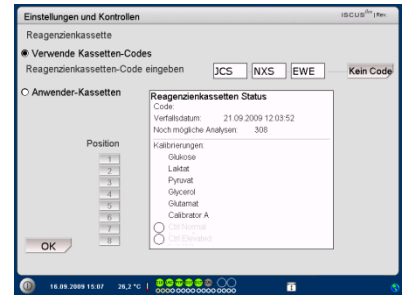 Einstellungen und Kontrollen
ISCUS flex | Rev.
Reagenzienkassette
Verwende Kassetten-Codes
Reagenzienkassetten-Code eingeben JCS NXS EWE Kein Code
Anwender-Kassetten
Reagenzienkassetten Status
Code:
Verfallsdatum: 21.09.2009 12:03:52
Noch mögliche Analysen: 308
Position
Kalibrierungen:
1 Glukose
2 Laktat
3 Pyruvat
4 Glycerol
5 Glutamat
6 Calibrator A
7 Ctrl Normal
8 Ctrl Elevated
OK
16.09.2009 15:07 26,2 °C